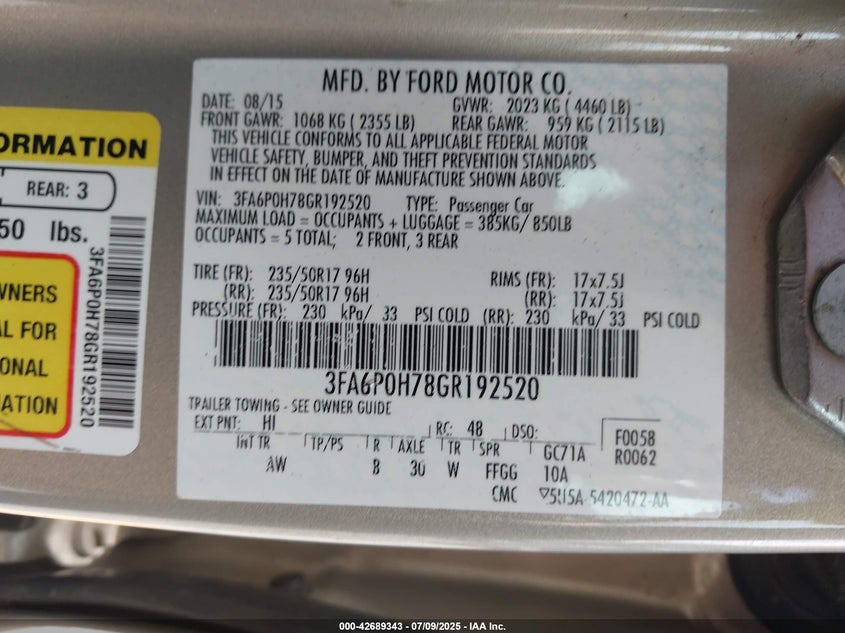 ORMATION
REAR: 3
50 lbs.
WNERS
AL FOR
ONAL
ATION
3FA6P0H78GR192520
MFD. BY FORD MOTOR CO.
DATE: 08/15 GVWR: 2023 KG ( 4460 LB)
FRONT GAWR: 1068 KG ( 2355 LB) REAR GAWR: 959 KG ( 2115 LB)
THIS VEHICLE CONFORMS TO ALL APPLICABLE FEDERAL MOTOR
VEHICLE SAFETY, BUMPER, AND THEFT PREVENTION STANDARDS
IN EFFECT ON THE DATE OF MANUFACTURE SHOWN ABOVE.
VIN: 3FA6P0H78GR192520 TYPE: Passenger Car
MAXIMUM LOAD = OCCUPANTS + LUGGAGE = 385KG/ 850LB
OCCUPANTS = 5 TOTAL; 2 FRONT, 3 REAR
TIRE (FR): 235/50R17 96H RIMS (FR): 17x7.5J
(RR): 235/50R17 96H (RR): 17x7.5J
PRESSURE (FR): 230 kPa/ 33 PSI COLD (RR): 230 kPa/ 33 PSI COLD
3FA6P0H78GR192520
TRAILER TOWING - SEE OWNER GUIDE
EXT PNT: HI RC: 48 DSO: F0058
INT TR TP/PS R AXLE TR SPR GC71A R0062
AW B 30 W FFGG 10A
CMC 5U5A-5420472-AA
000-42689343 / 07/09/2025 - IAA Inc.